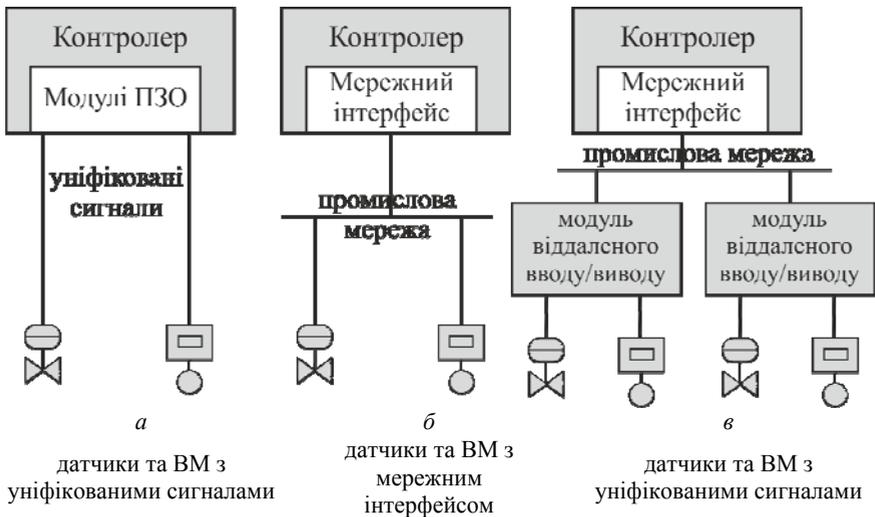 Контролер
Модулі ПЗО
уніфіковані
сигнали
а
датчики та ВМ з
уніфікованими сигналами
Контролер
Мережний
інтерфейс
промислова
мережа
б
датчики та ВМ з
мережним
інтерфейсом
Контролер
Мережний
інтерфейс
промислова мережа
модуль
віддаленого
вводу/виводу
модуль
віддаленого
вводу/виводу
в
датчики та ВМ з
уніфікованими сигналами